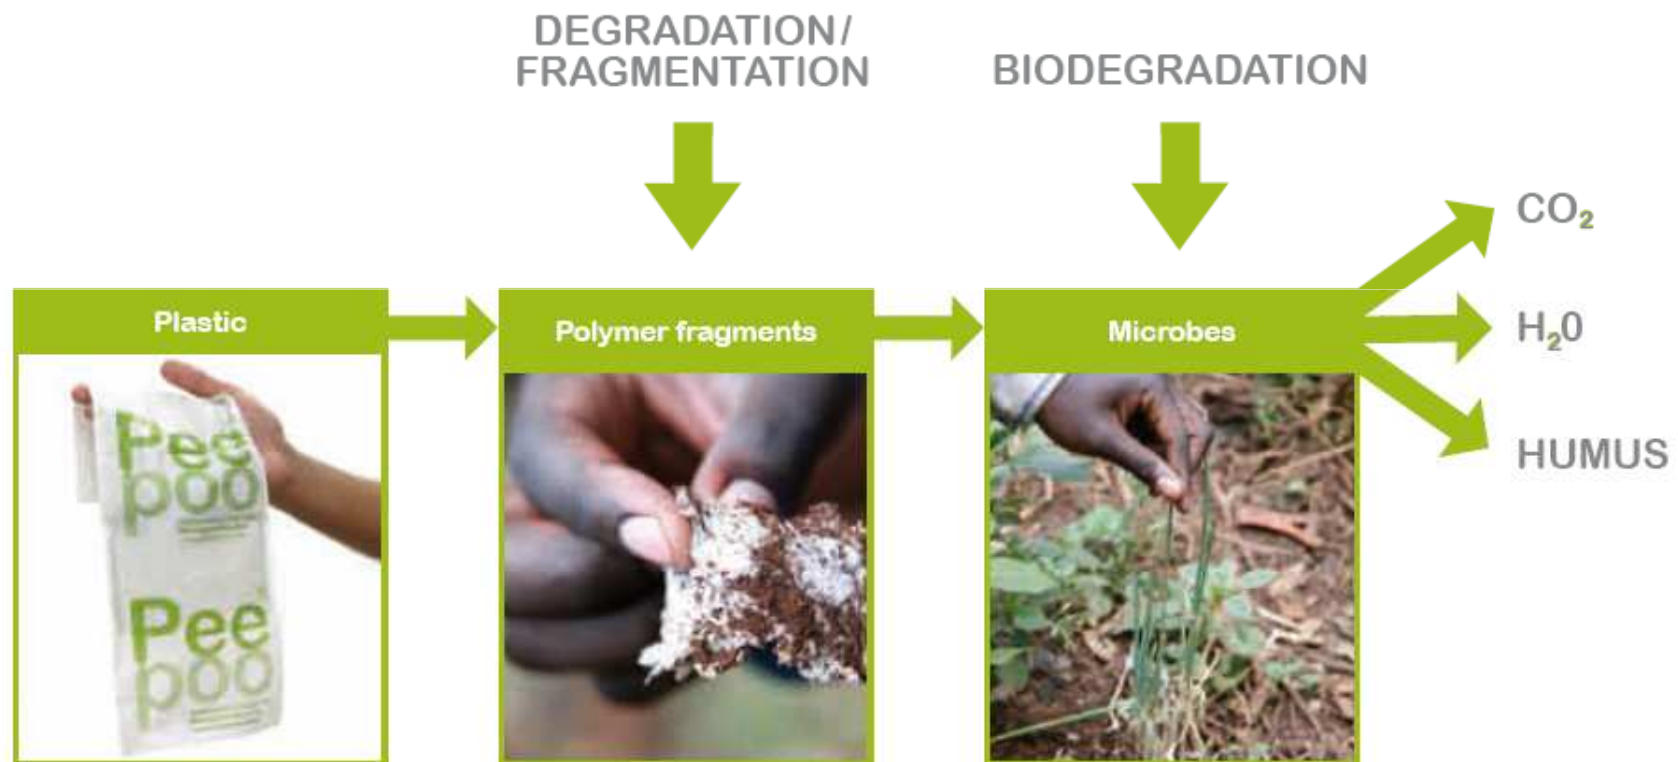 DEGRADATION/
FRAGMENTATION
BIODEGRADATION
Plastic
Polymer fragments
Microbes
CO₂
H₂0
HUMUS
Pee
poo
Pee
poo